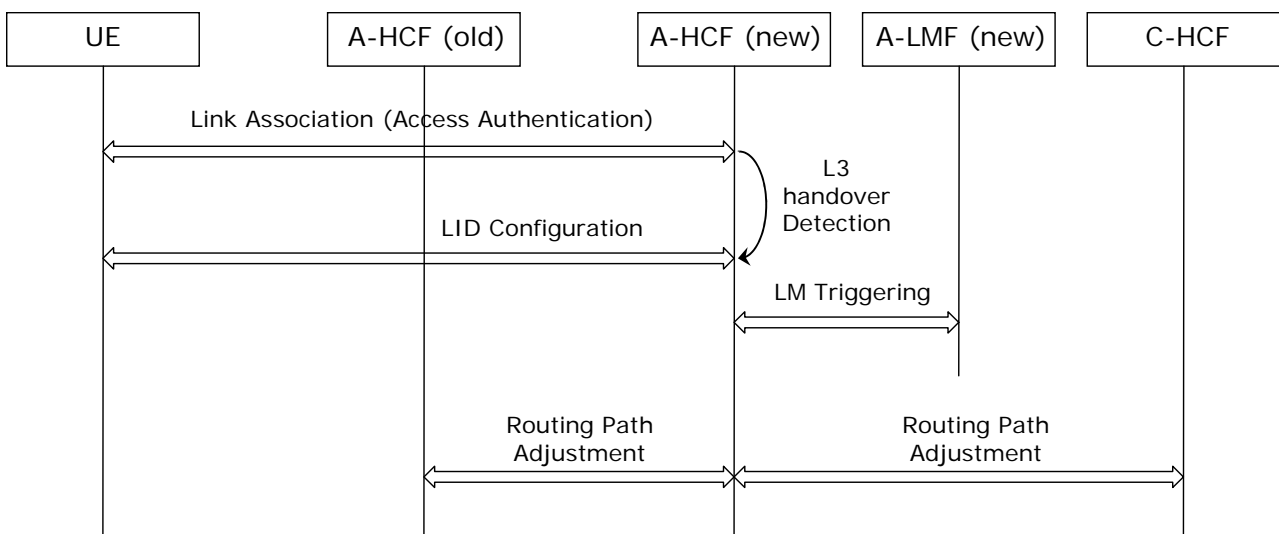 UE
A-HCF (old)
A-HCF (new)
A-LMF (new)
C-HCF
Link Association (Access Authentication)
L3
handover
Detection
LID Configuration
LM Triggering
Routing Path
Adjustment
Routing Path
Adjustment